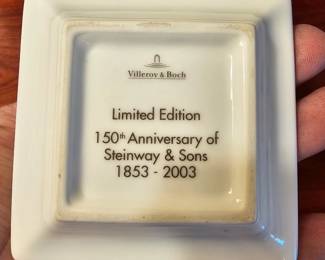 Villeroy & Boch
Limited Edition
150th Anniversary of
Steinway & Sons
1853 - 2003